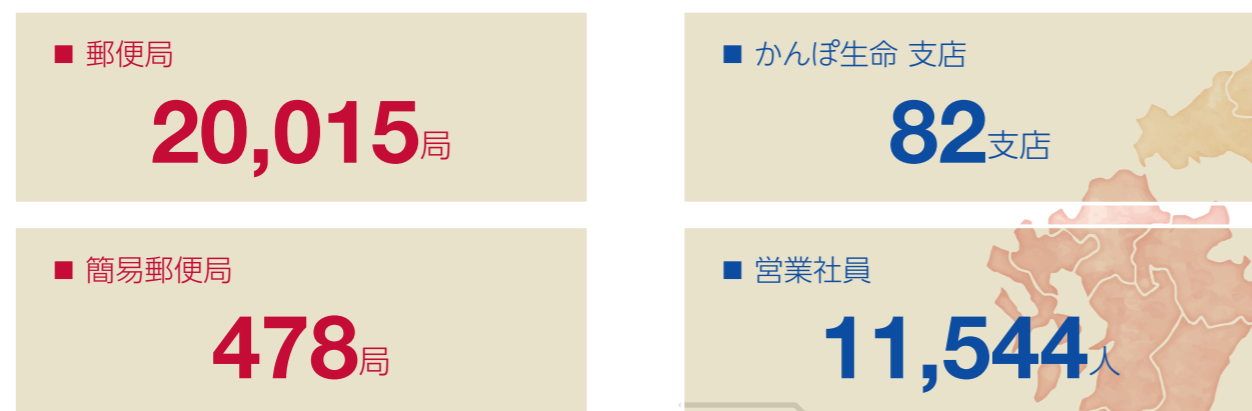 ■ 郵便局
20,015局
■ 簡易郵便局
478局
■ かんぽ生命 支店
82支店
■ 営業社員
11,544人